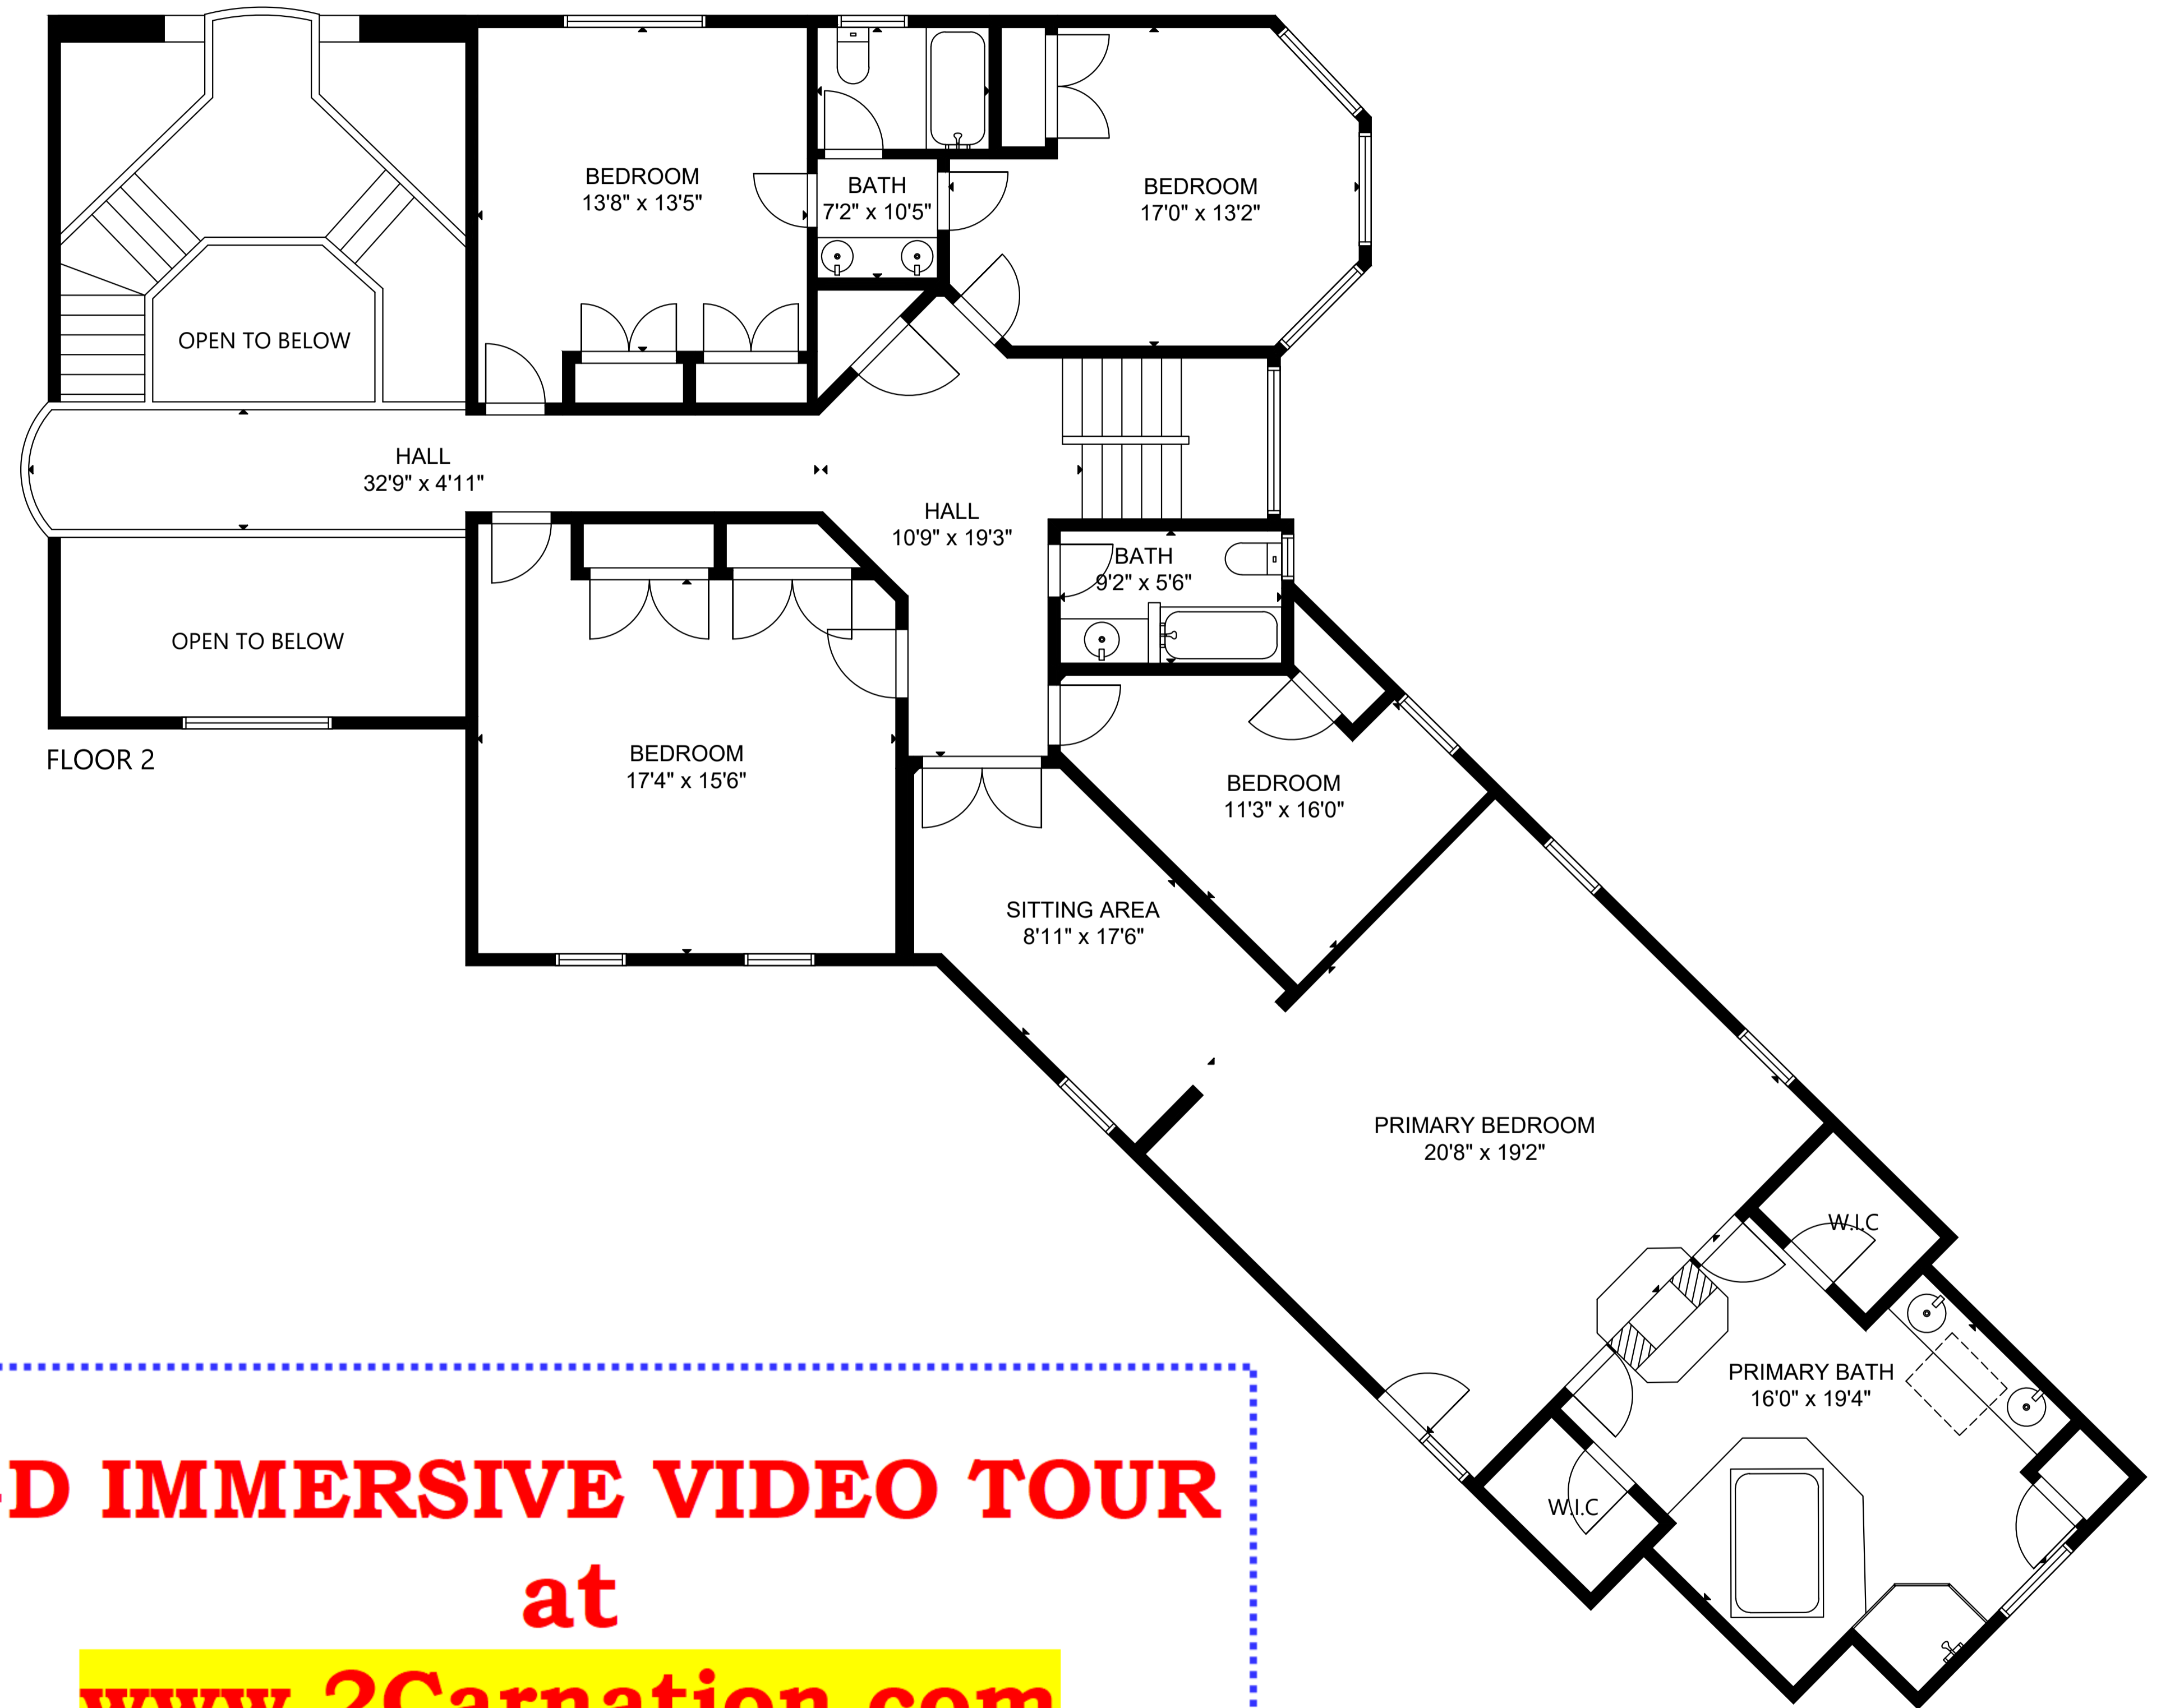 BEDROOM
13'8" x 13'5"
BATH
7'2" x 10'5"
BEDROOM
17'0" x 13'2"
OPEN TO BELOW
HALL
32'9" x 4'11"
HALL
10'9" x 19'3"
BATH
9'2" x 5'6"
OPEN TO BELOW
FLOOR 2
BEDROOM
17'4" x 15'6"
BEDROOM
11'3" x 16'0"
SITTING AREA
8'11" x 17'6"
PRIMARY BEDROOM
20'8" x 19'2"
W.I.C
PRIMARY BATH
16'0" x 19'4"
W.I.C
-D IMMERSIVE VIDEO TOUR
at
www.2Carnation.com